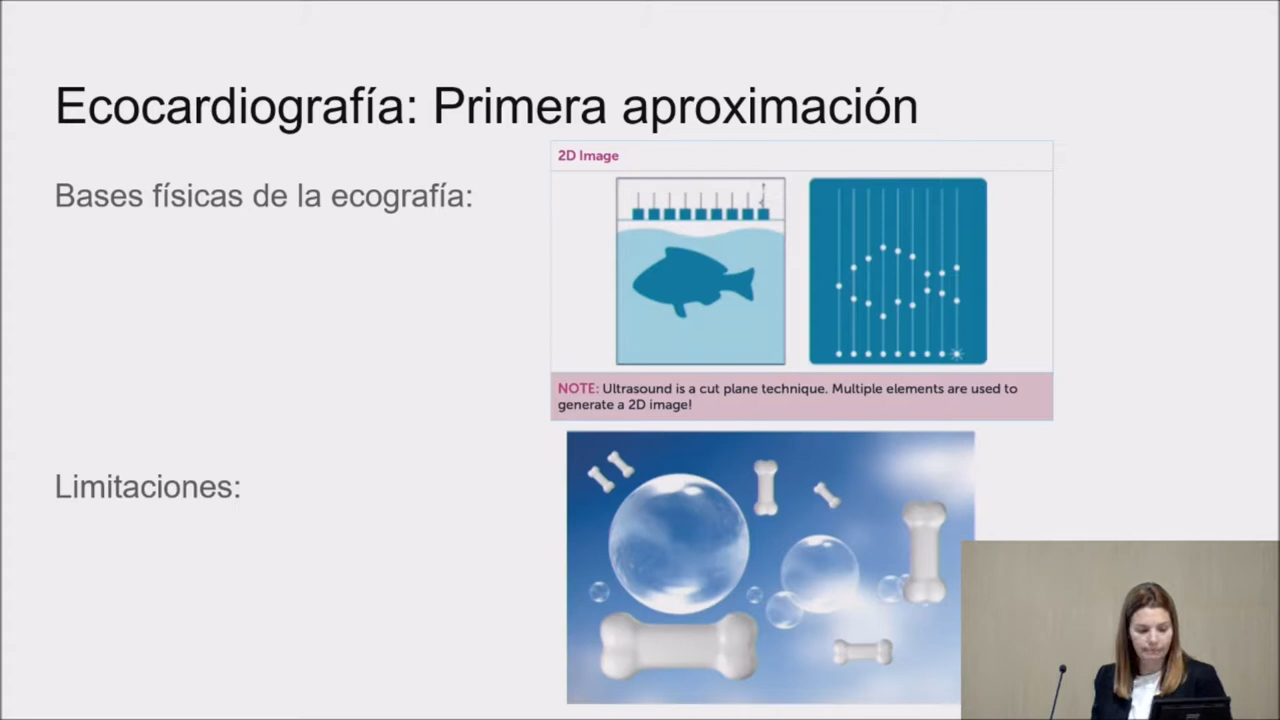 Ecocardiografía: Primera aproximación
Bases físicas de la ecografía:
2D Image
NOTE: Ultrasound is a cut plane technique. Multiple elements are used to
generate a 2D image!
Limitaciones: